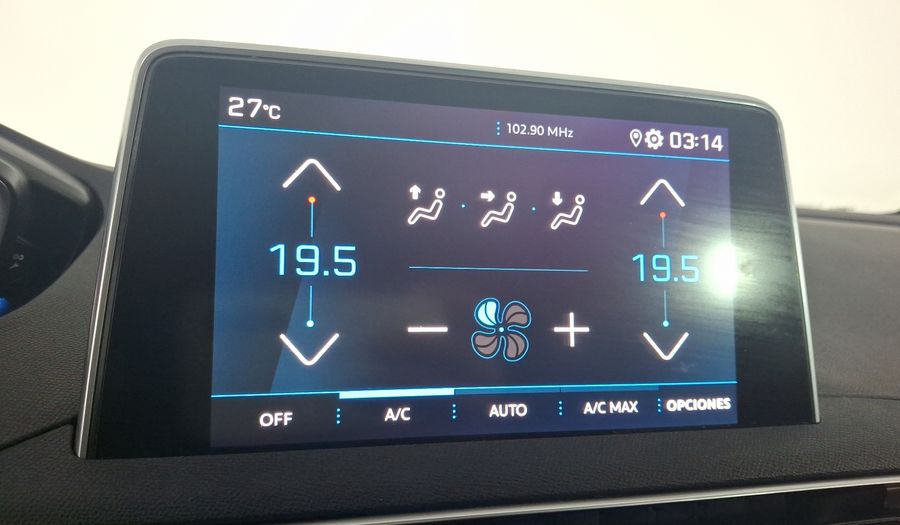 27°C
102.90 MHz
03:14
19.5
19.5
OFF
A/C
AUTO
A/C MAX
OPCIONES